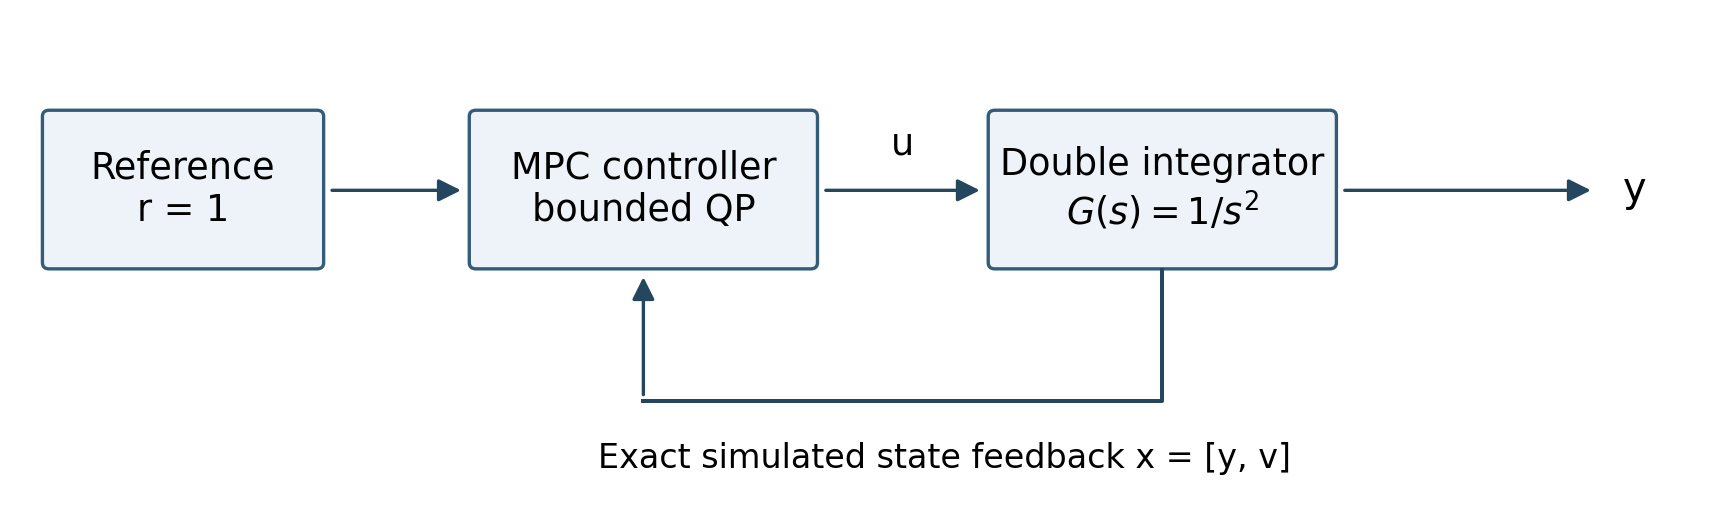 Reference
r = 1
MPC controller
bounded QP
u
Double integrator
G(s) = 1/s²
y
Exact simulated state feedback x = [y, v]